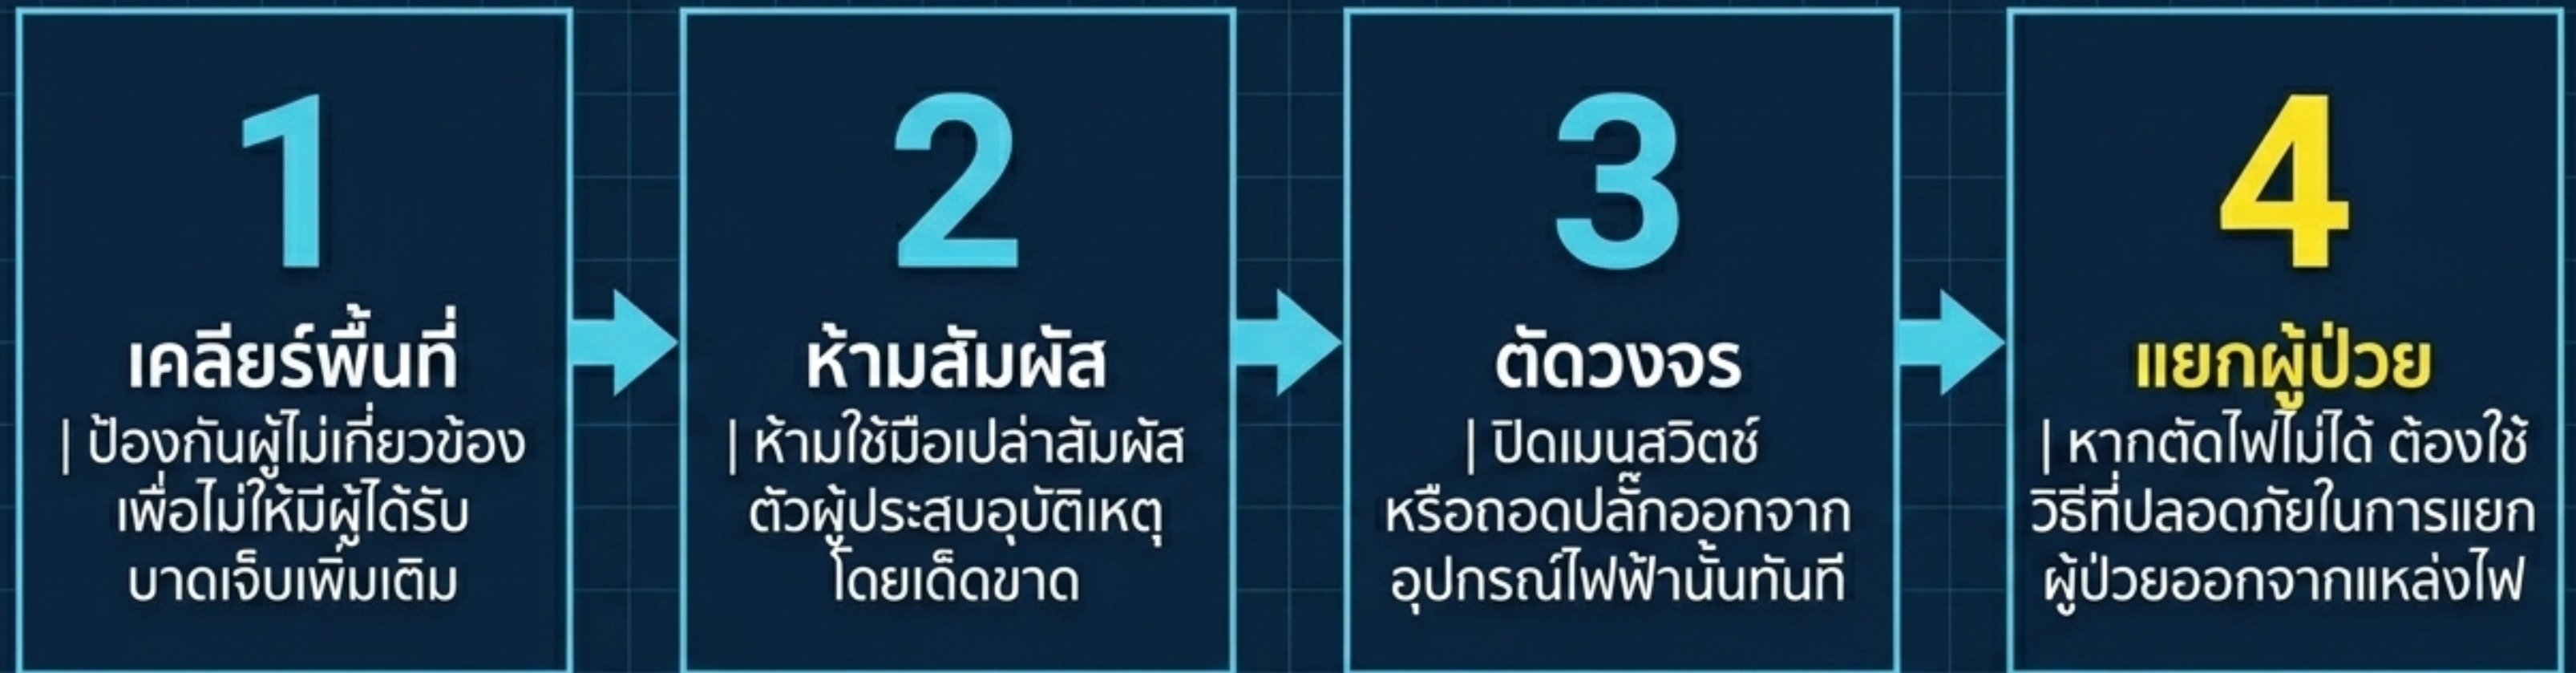 1
เคลียร์พื้นที่
| ป้องกันผู้ไม่เกี่ยวข้อง
เพื่อไม่ให้มีผู้ได้รับ
บาดเจ็บเพิ่มเติม
2
ห้ามสัมผัส
| ห้ามใช้มือเปล่าสัมผัส
ตัวผู้ประสบอุบัติเหตุ
โดยเด็ดขาด
3
ตัดวงจร
| ปิดเมนสวิตช์
หรือถอดปลั๊กออกจาก
อุปกรณ์ไฟฟ้านั้นทันที
4
แยกผู้ป่วย
| หากตัดไฟไม่ได้ ต้องใช้
วิธีที่ปลอดภัยในการแยก
ผู้ป่วยออกจากแหล่งไฟ